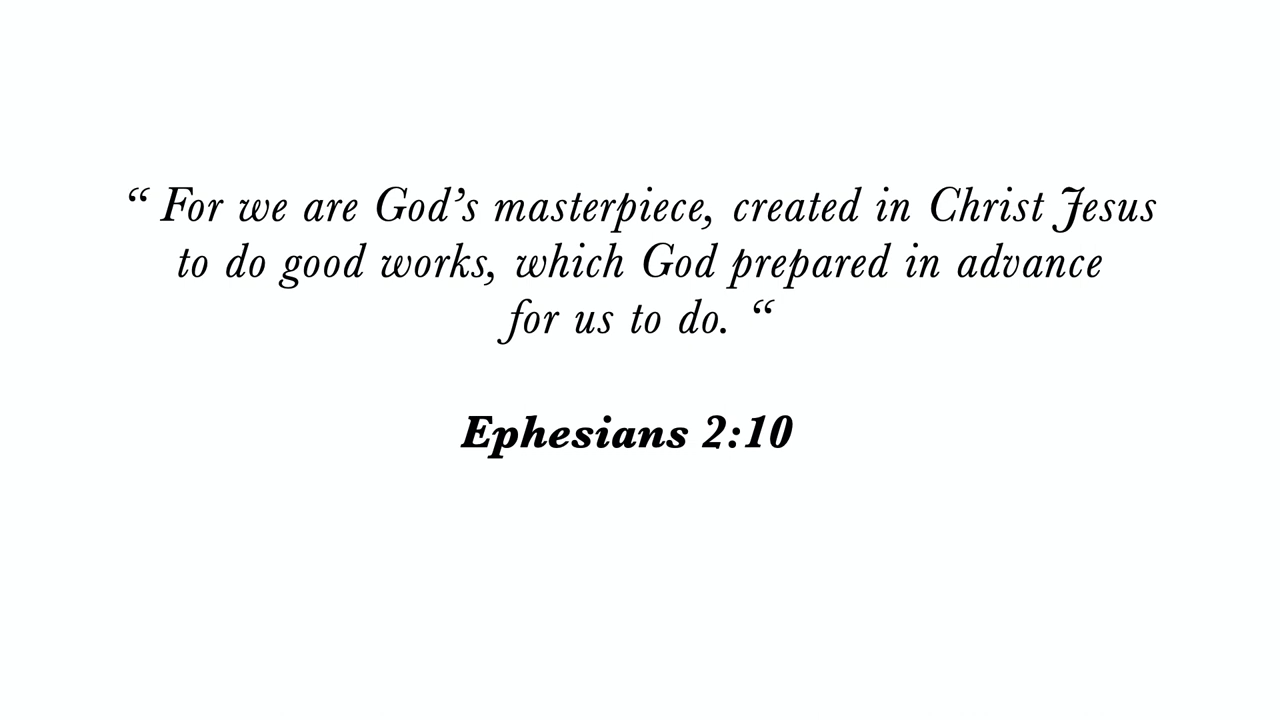 “ For we are God’s masterpiece, created in Christ Jesus
to do good works, which God prepared in advance
for us to do. “
Ephesians 2:10